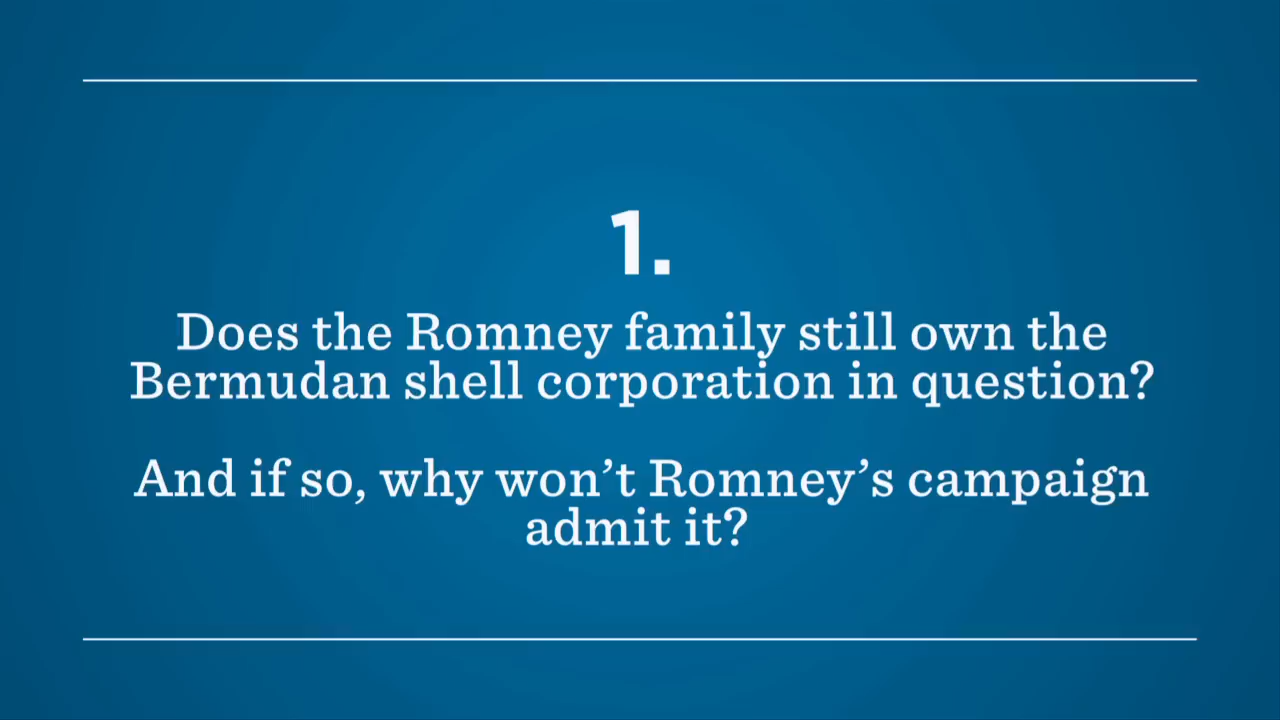 1.
Does the Romney family still own the
Bermudan shell corporation in question?
And if so, why won’t Romney’s campaign
admit it?